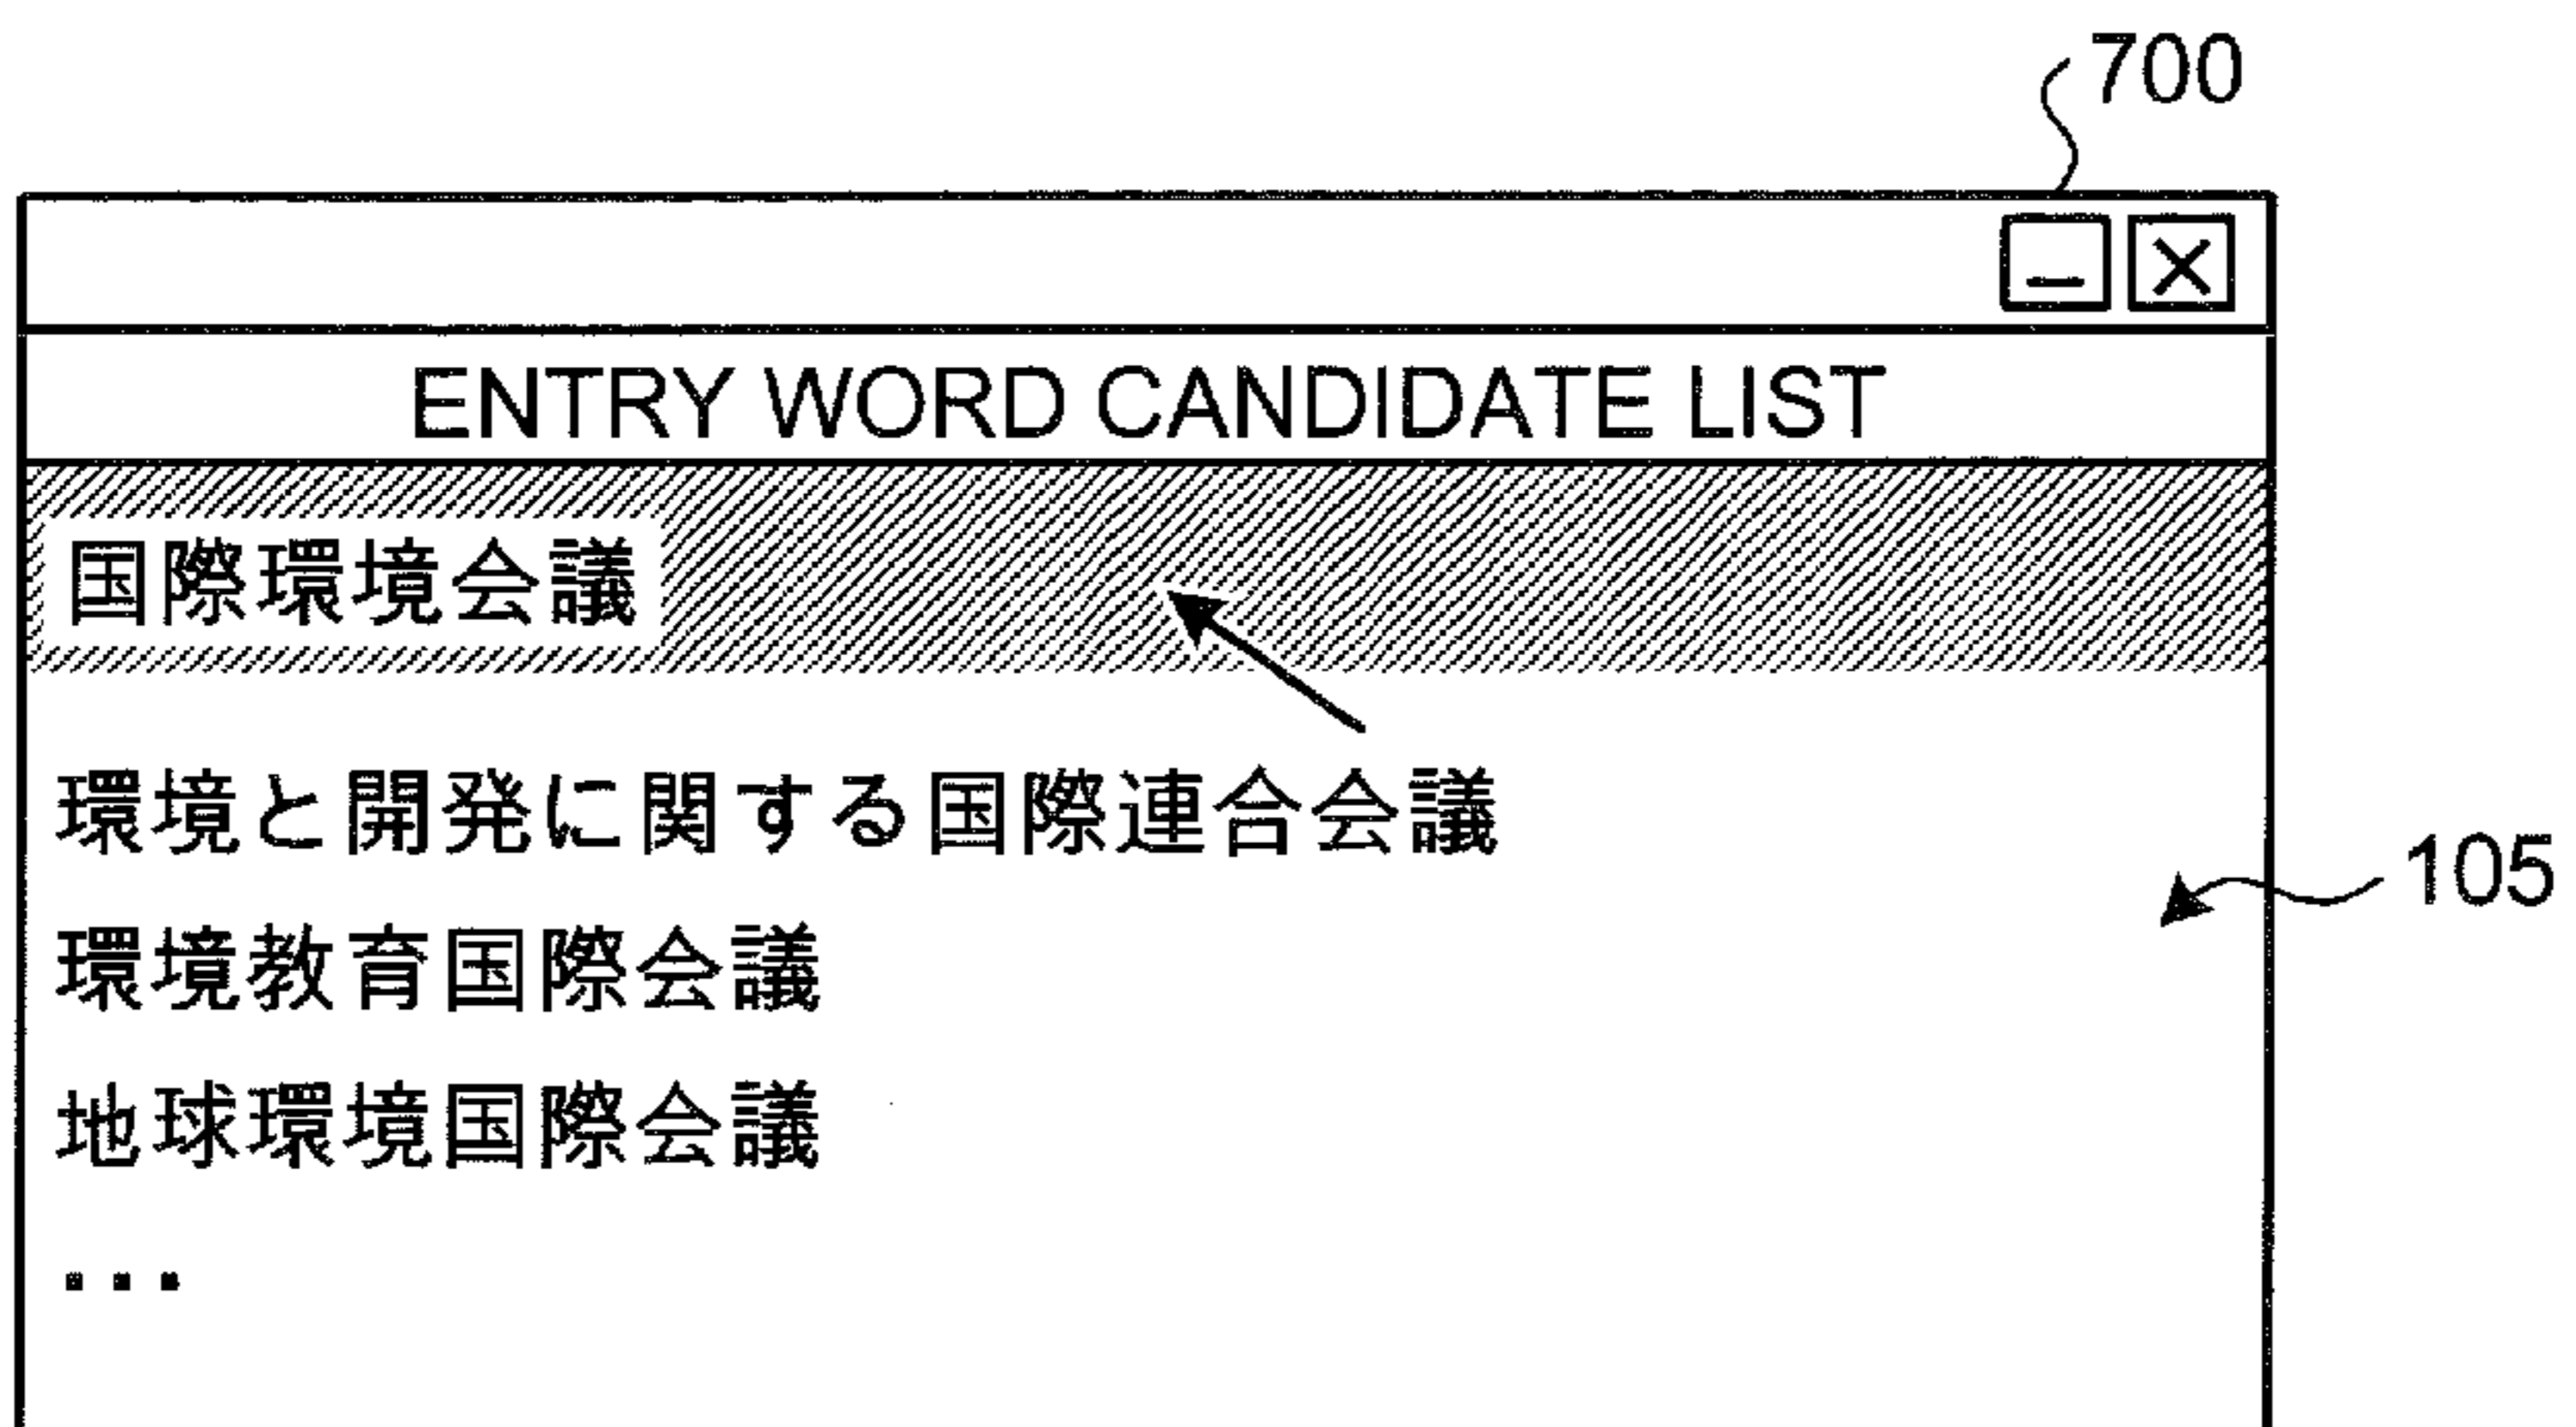 700
ENTRY WORD CANDIDATE LIST
国際環境会議
環境と開発に関する国際連合会議
105
環境教育国際会議
地球環境国際会議
...